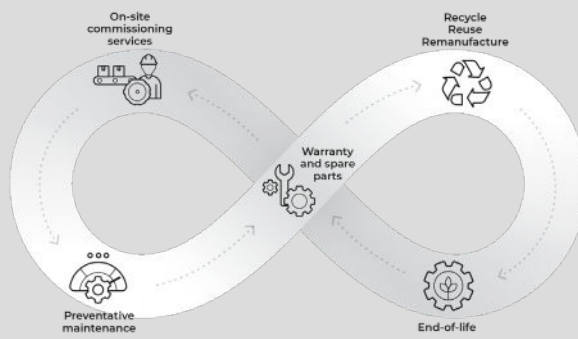 On-site
commissioning
services
Recycle
Reuse
Remanufacture
Warranty
and spare
parts
Preventative
maintenance
End-of-life